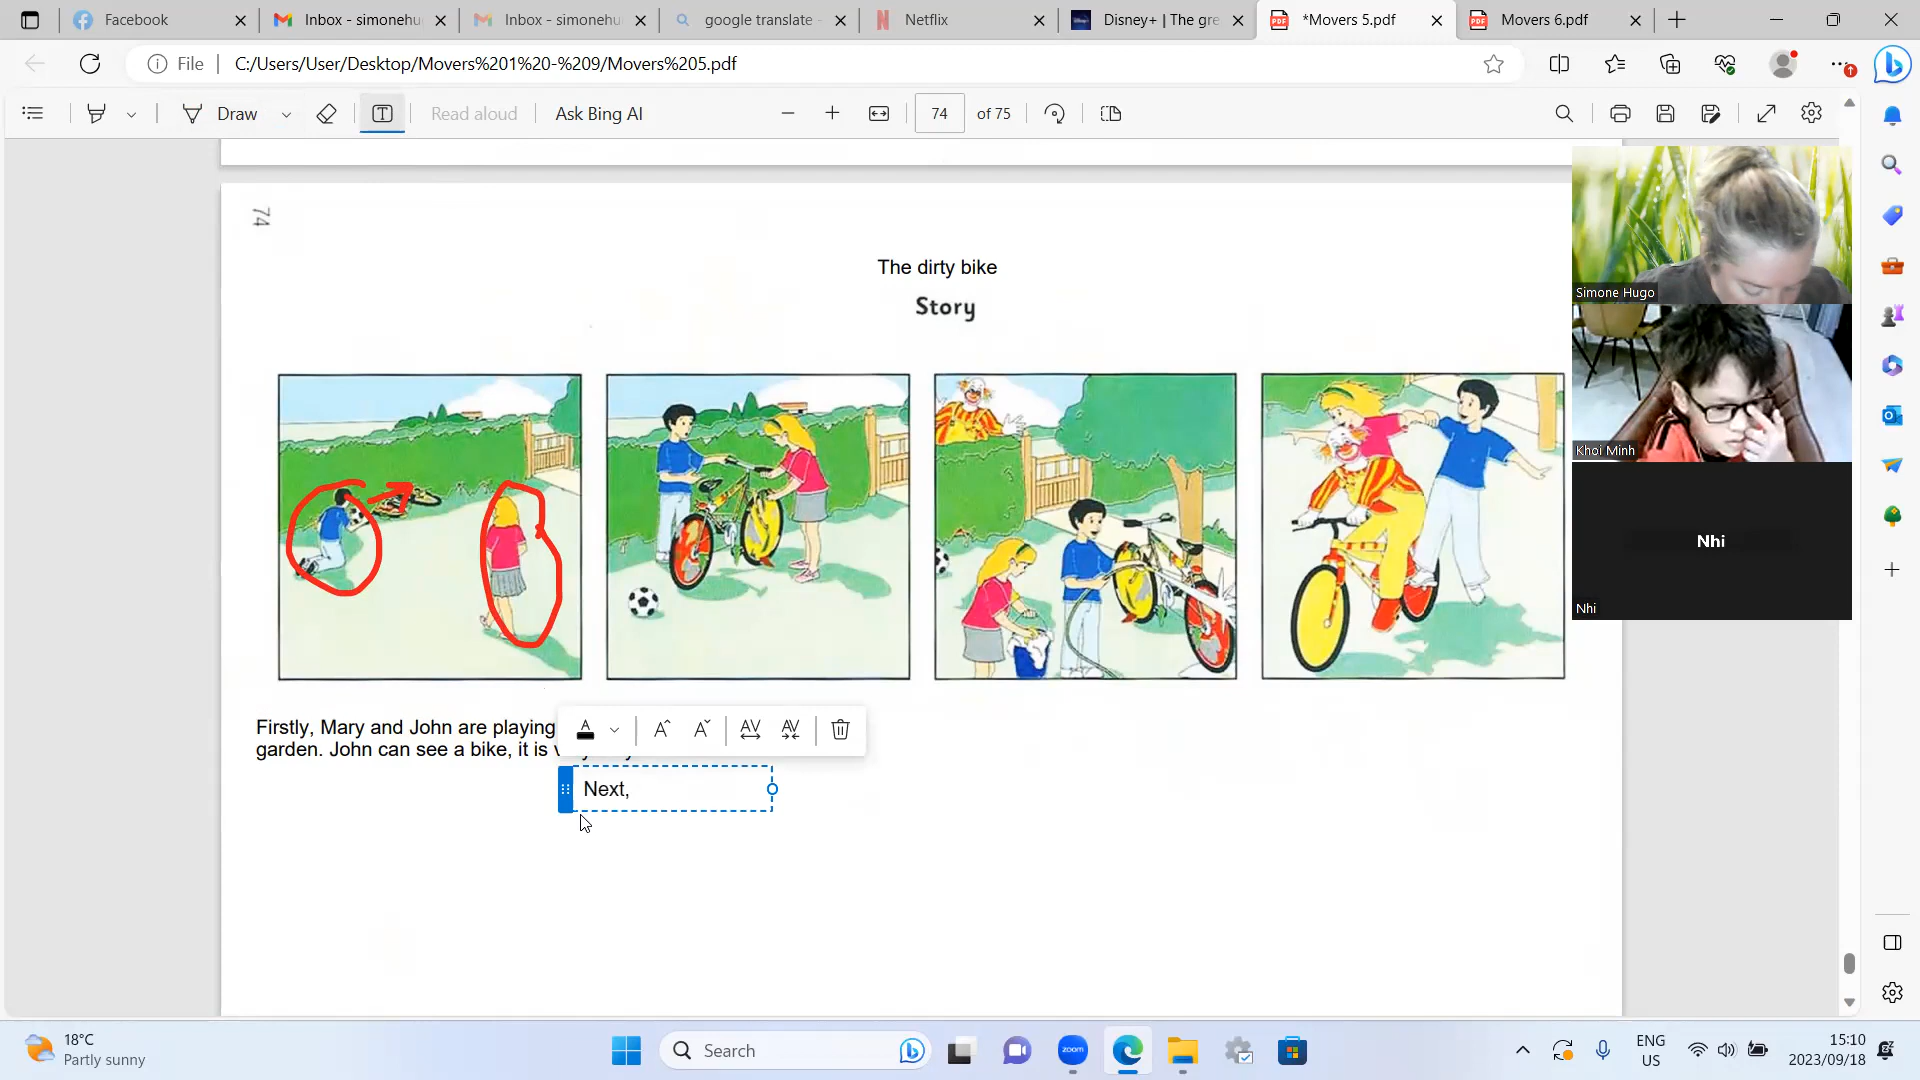 Facebook
Inbox - simonehu
Inbox - simonehu
google translate -
Netflix
Disney+ | The gre
*Movers 5.pdf
Movers 6.pdf
File
C:/Users/User/Desktop/Movers%201%20-%209/Movers%205.pdf
Draw
Read aloud
Ask Bing AI
74
of 75
74
The dirty bike
Story
Simone Hugo
Khoi Minh
Nhi
Nhi
Firstly, Mary and John are playing
garden. John can see a bike, it is
Next,
18°C
Partly sunny
Search
zoom
ENG
US
15:10
2023/09/18